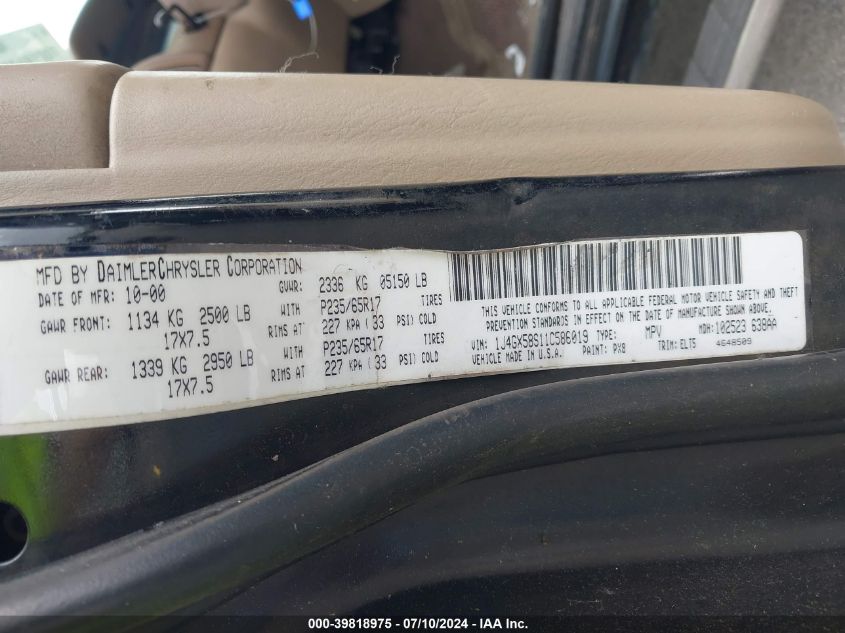 MFD BY DAIMLERCHRYSLER CORPORATION
DATE OF MFR: 10-00 GVWR: 2336 KG 05150 LB
GAWR FRONT: 1134 KG 2500 LB WITH P235/65R17 TIRES
17X7.5 RIMS AT 227 KPA ( 33 PSI) COLD
GAWR REAR: 1339 KG 2950 LB WITH P235/65R17 TIRES
17X7.5 RIMS AT 227 KPA ( 33 PSI) COLD
THIS VEHICLE CONFORMS TO ALL APPLICABLE FEDERAL MOTOR VEHICLE SAFETY AND THEFT
PREVENTION STANDARDS IN EFFECT ON THE DATE OF MANUFACTURE SHOWN ABOVE.
VIN: 1J4GX58S11C586019 TYPE: MPV MDH: 102523 638AA
VEHICLE MADE IN U.S.A. PAINT: PX8 TRIM: ELT5 4648509
000-39818975 - 07/10/2024 - IAA Inc.